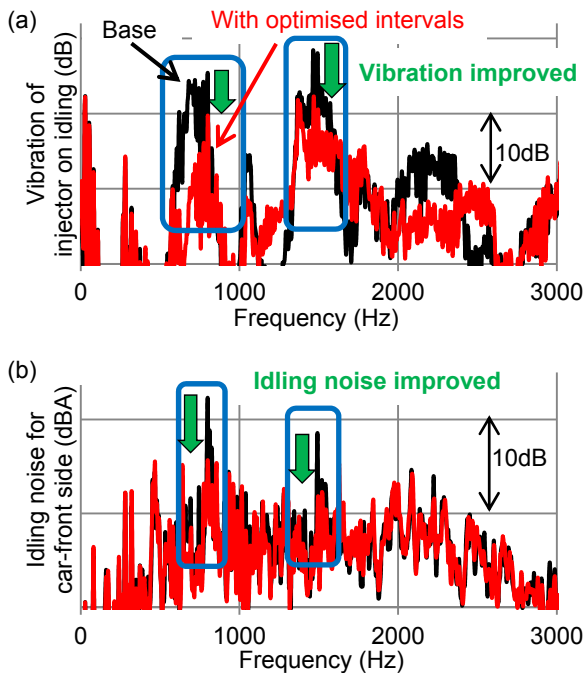 (a)
Base
With optimised intervals
Vibration improved
10dB
Vibration of
injector on idling (dB)
0
1000
2000
3000
Frequency (Hz)
(b)
Idling noise improved
10dB
Idling noise for
car-front side (dBA)
0
1000
2000
3000
Frequency (Hz)